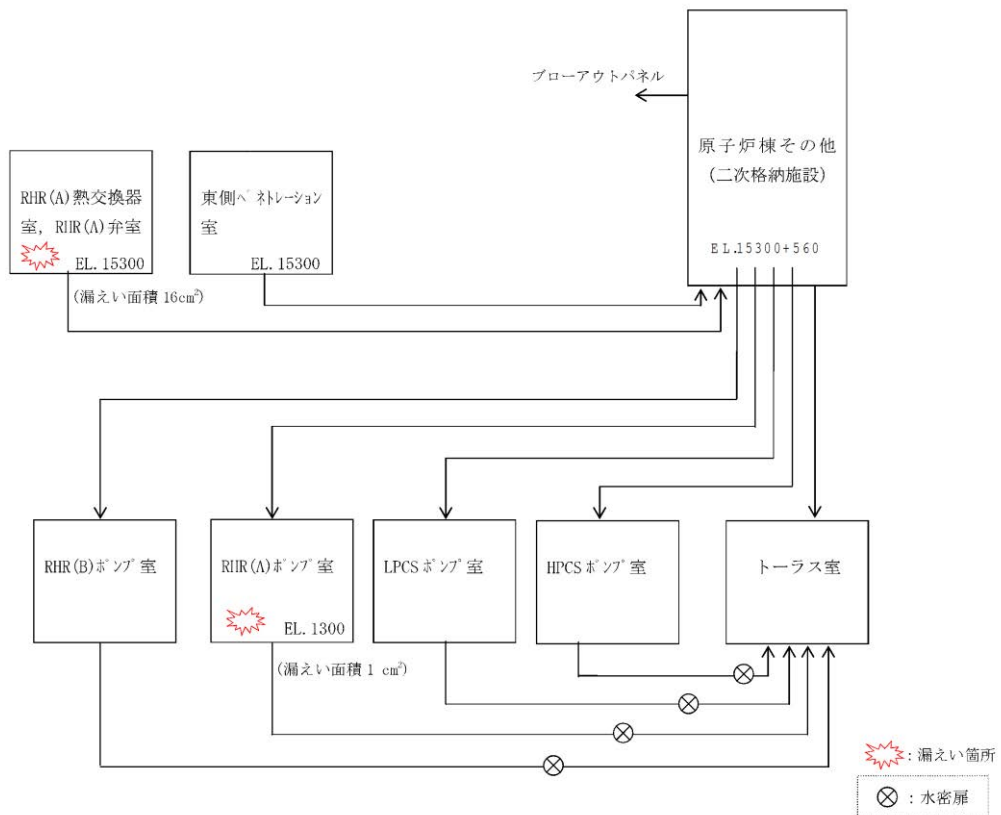 ブローアウトパネル
原子炉棟その他
(二次格納施設)
EL.15300+560
RHR(A)熱交換器
室，RHR(A)弁室
EL.15300
(漏えい面積 16cm²)
東側ペネトレーション
室
EL.15300
RHR(B)ポンプ室
RHR(A)ポンプ室
EL.1300
(漏えい面積 1 cm²)
LPCSポンプ室
HPCSポンプ室
トーラス室
：漏えい箇所
：水密扉